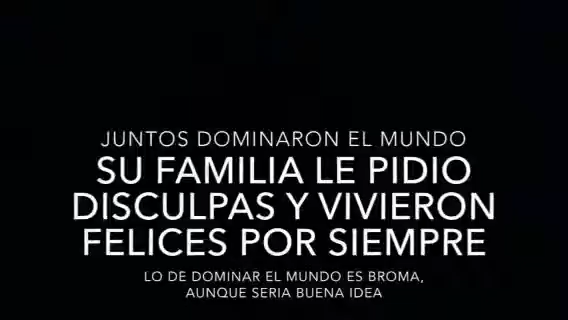 JUNTOS DOMINARON EL MUNDO
SU FAMILIA LE PIDIO
DISCULPAS Y VIVIERON
FELICES POR SIEMPRE
LO DE DOMINAR EL MUNDO ES BROMA,
AUNQUE SERIA BUENA IDEA